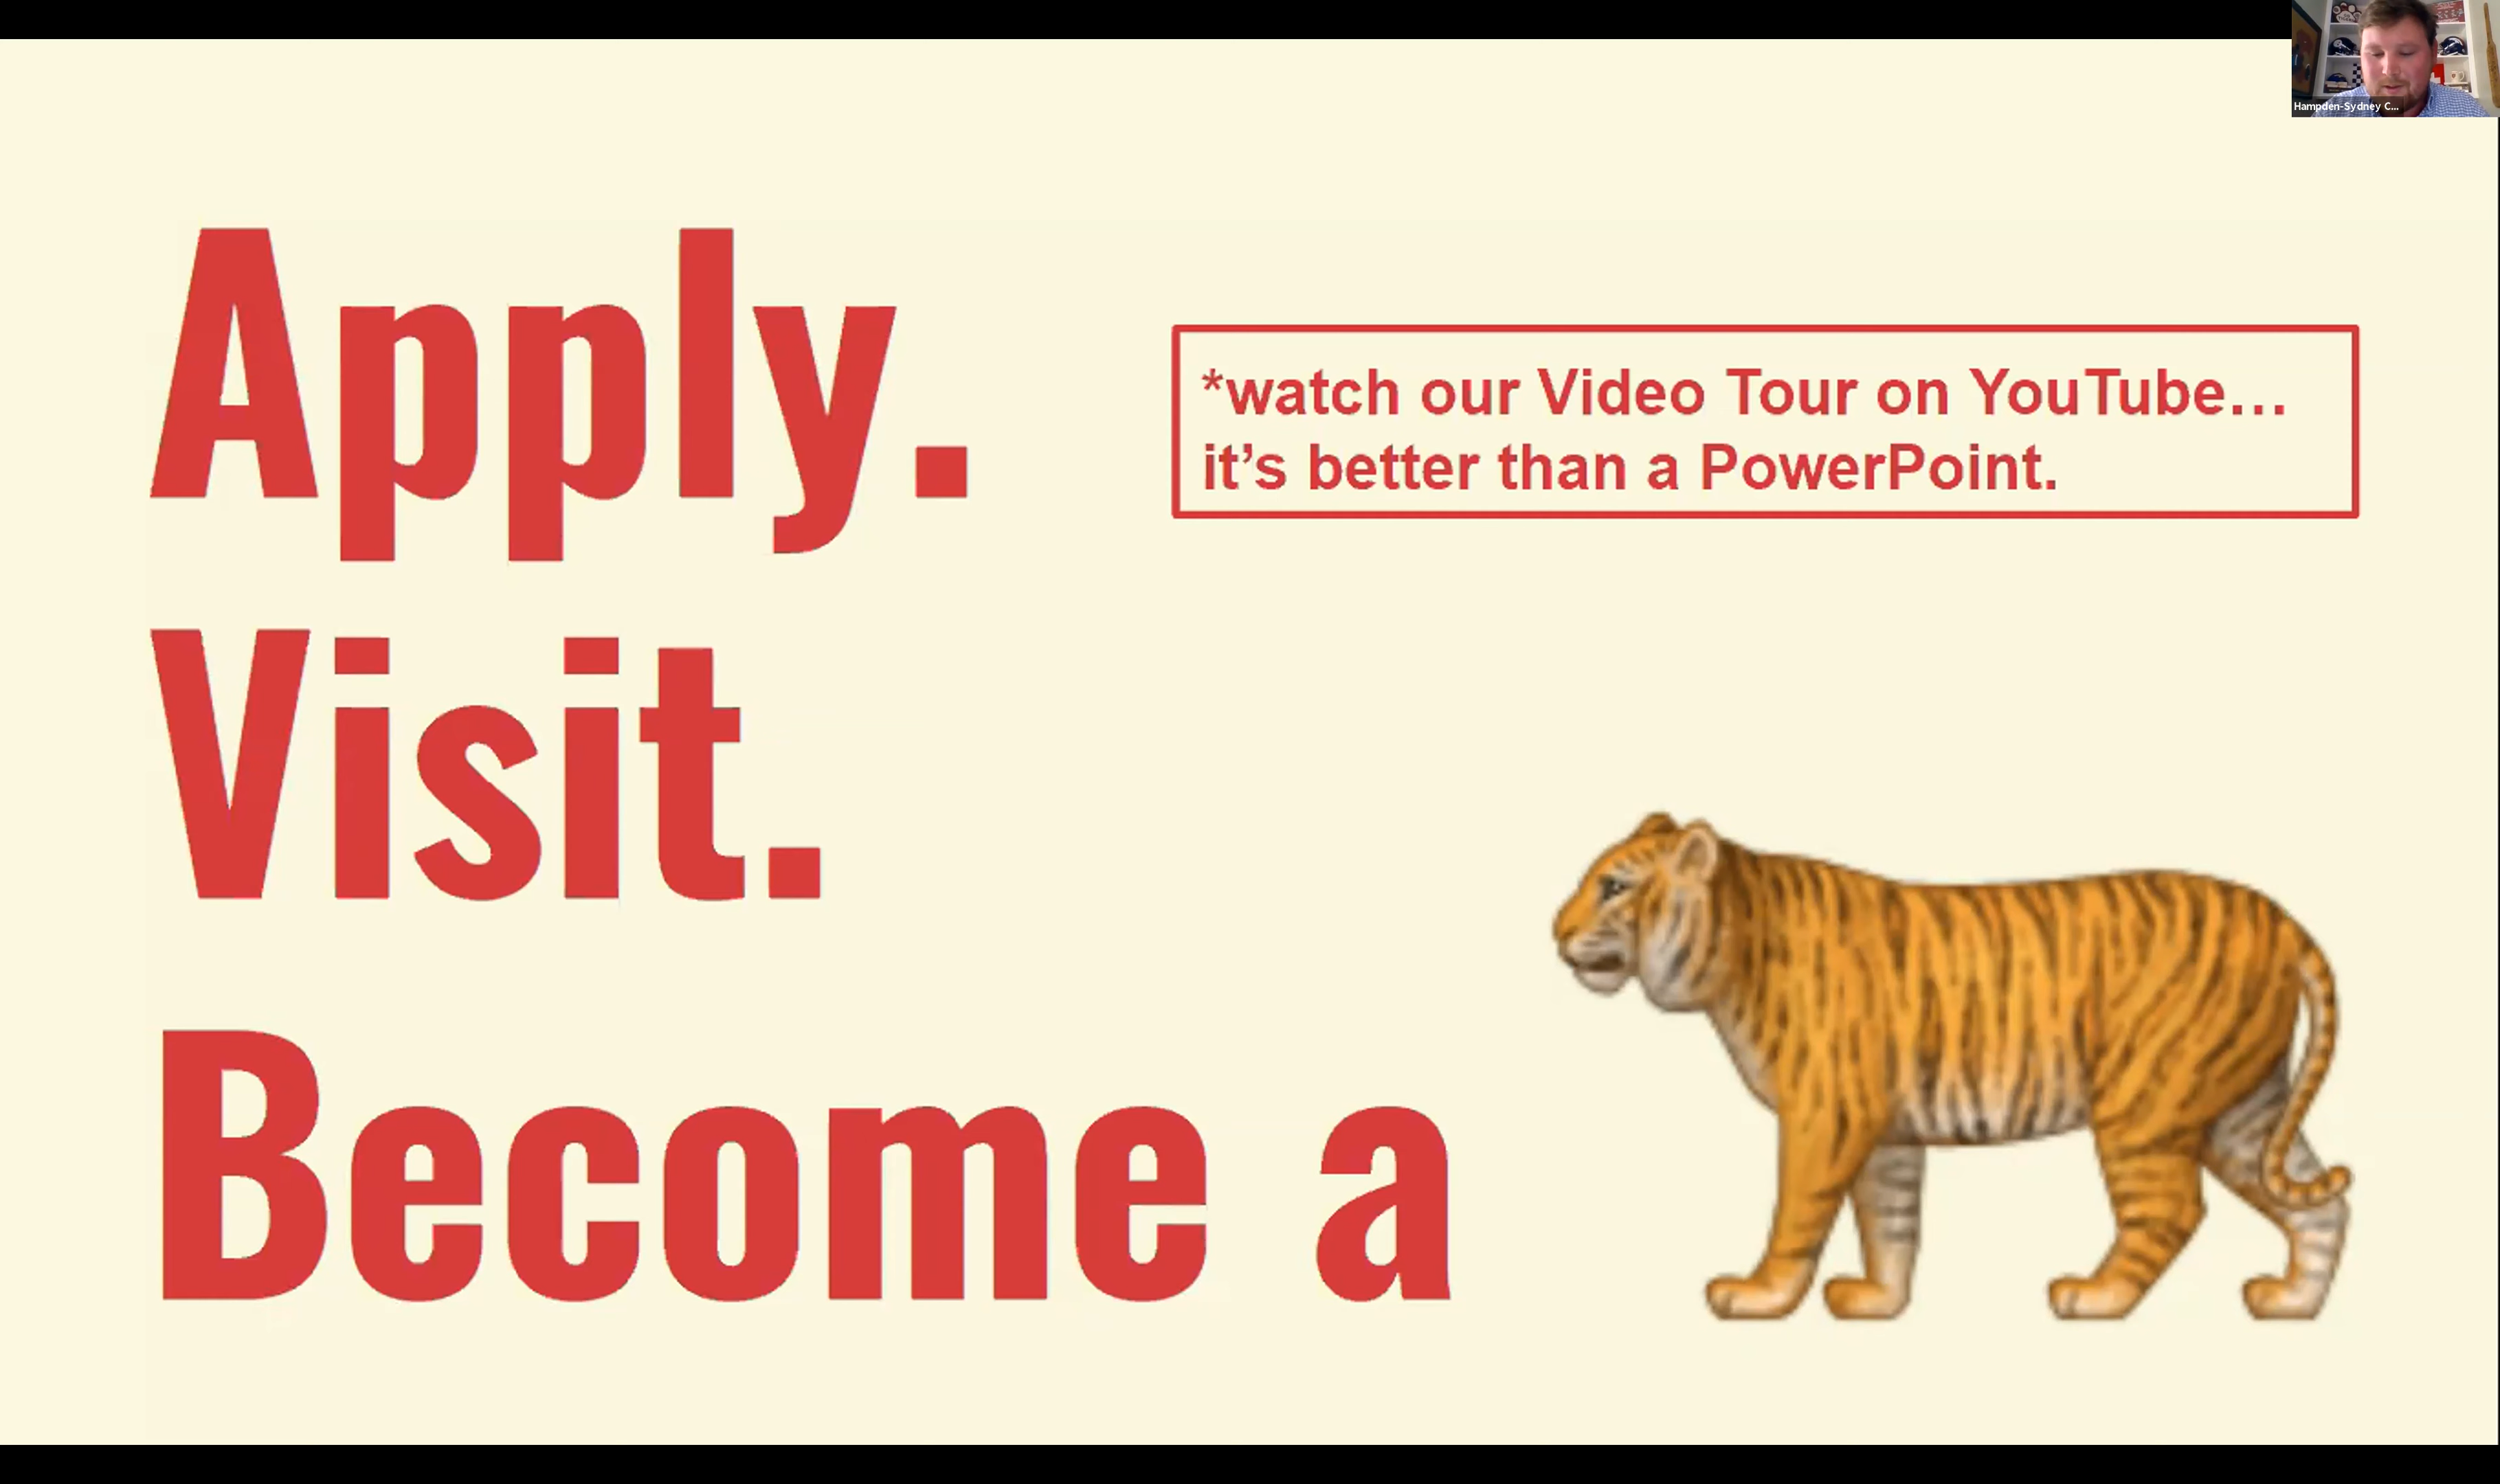 Hampden-Sydney C...
Apply.
*watch our Video Tour on YouTube...
it’s better than a PowerPoint.
Visit.
Become a